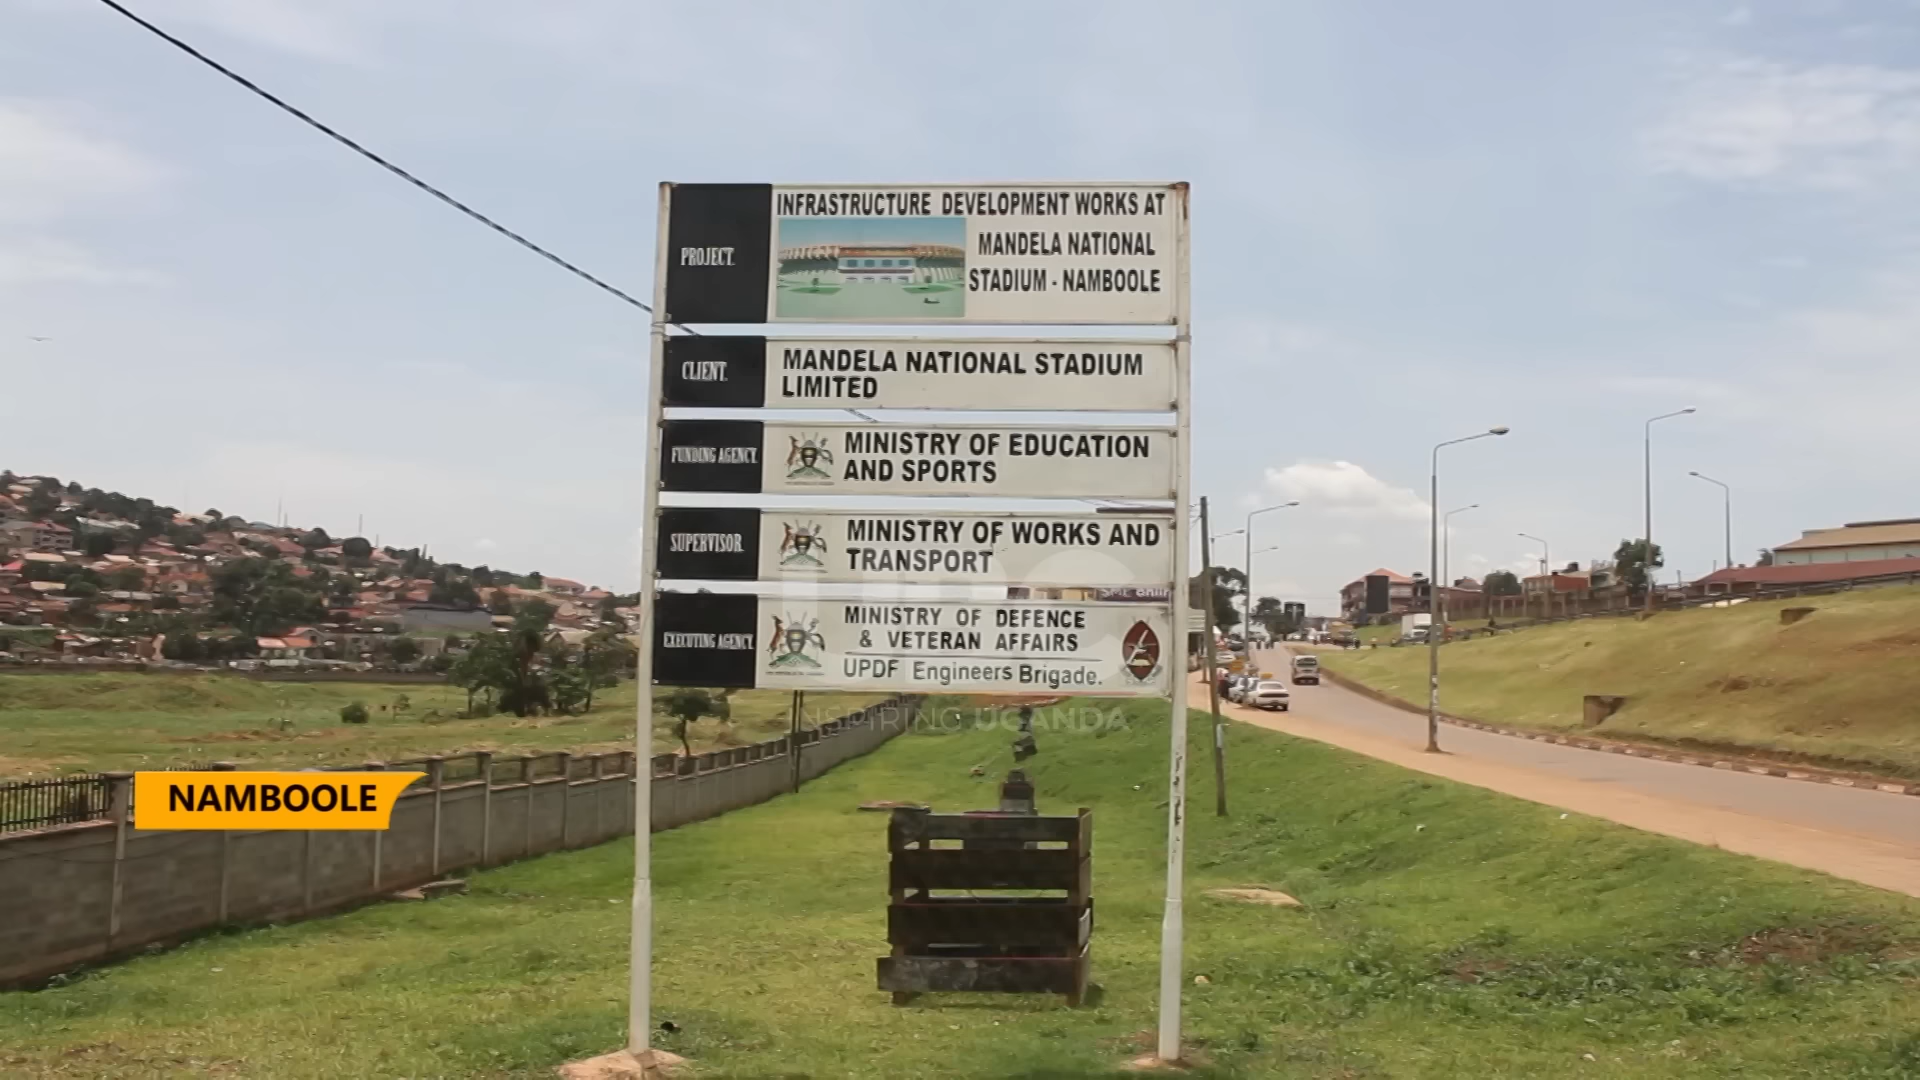 INFRASTRUCTURE DEVELOPMENT WORKS AT
PROJECT.
MANDELA NATIONAL
STADIUM - NAMBOOLE
CLIENT.
MANDELA NATIONAL STADIUM
LIMITED
FUNDING AGENCY.
MINISTRY OF EDUCATION
AND SPORTS
SUPERVISOR.
MINISTRY OF WORKS AND
TRANSPORT
EXECUTING AGENCY.
MINISTRY OF DEFENCE
& VETERAN AFFAIRS
UPDF Engineers Brigade.
INSPIRING UGANDA
NAMBOOLE